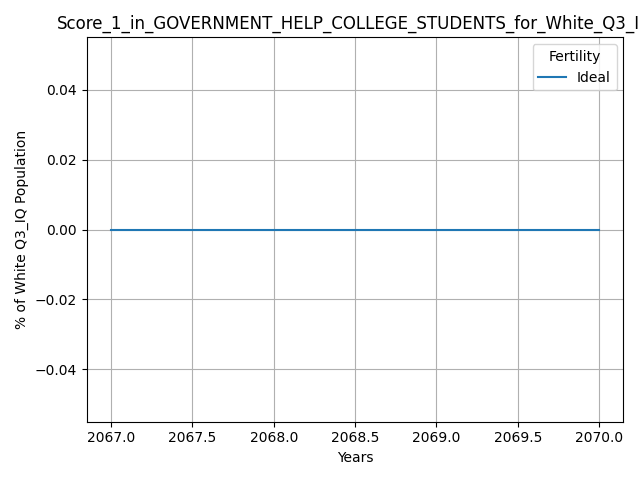 Score_1_in_GOVERNMENT_HELP_COLLEGE_STUDENTS_for_White_Q3_I
Fertility
Ideal
% of White Q3_IQ Population
0.04
0.02
0.00
−0.02
−0.04
2067.0 2067.5 2068.0 2068.5 2069.0 2069.5 2070.0
Years